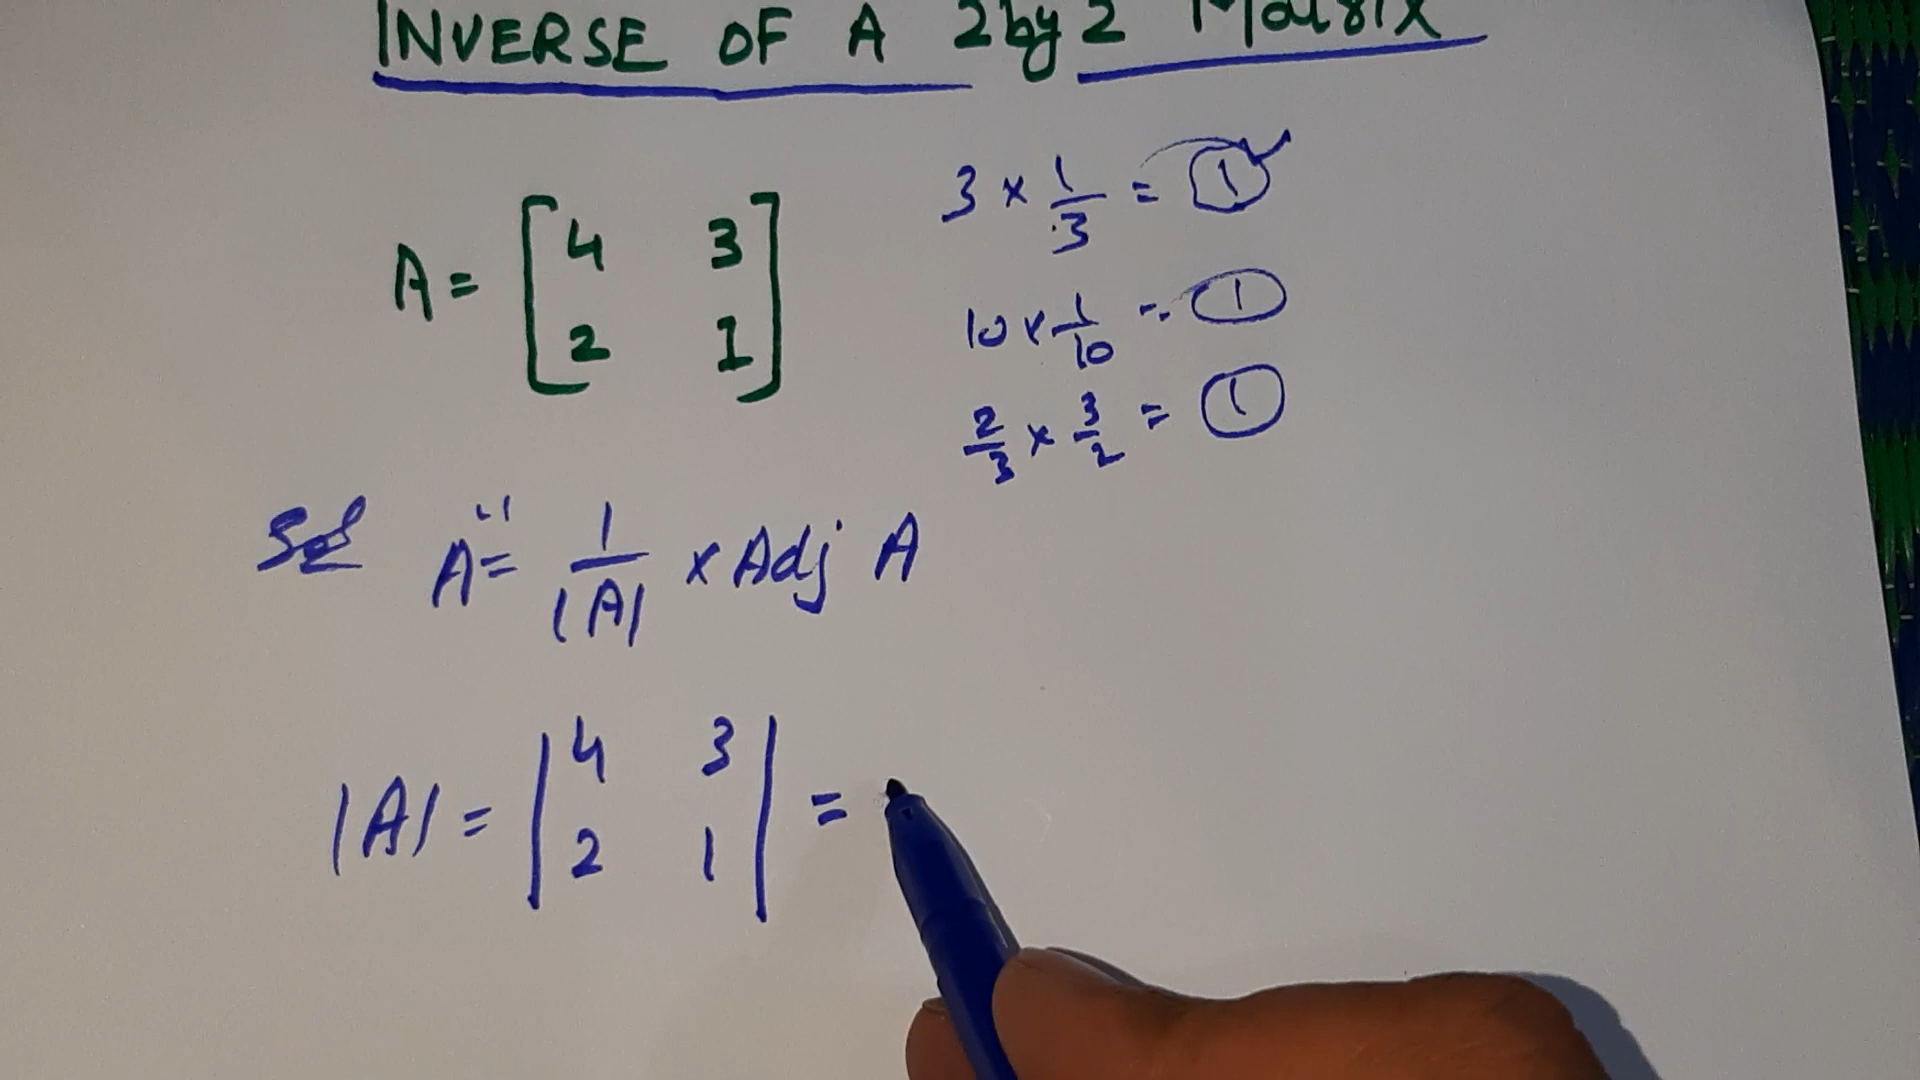 INVERSE OF A 2by2 Matrix
A = [ 4 3
2 1 ]
3 × 1/3 = 1
10 × 1/10 = 1
2/3 × 3/2 = 1
Sol A⁻¹ = 1/|A| × Adj A
|A| = | 4 3
2 1 | =